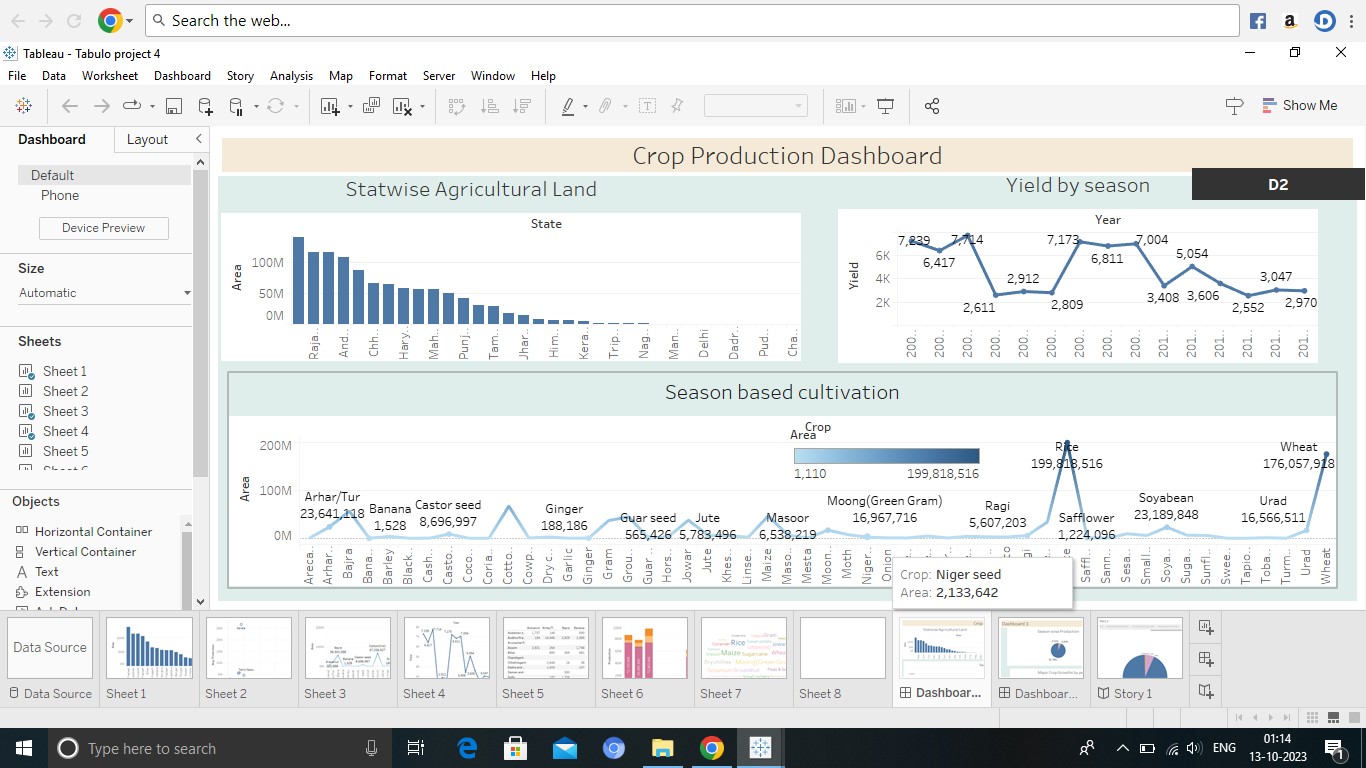 Search the web...
Tableau - Tabulo project 4
File Data Worksheet Dashboard Story Analysis Map Format Server Window Help
Show Me
Dashboard Layout
Default
Phone
Device Preview
Size
Automatic
Sheets
Sheet 1
Sheet 2
Sheet 3
Sheet 4
Sheet 5
Objects
Horizontal Container
Vertical Container
Text
Extension
Crop Production Dashboard
Statwise Agricultural Land
State
Area
100M
50M
0M
Raja.. And.. Chh.. Hary.. Mah.. Punj.. Tam.. Jhar.. Him.. Kera.. Trip.. Nag.. Man.. Delhi Dadr.. Pud.. Cha..
Yield by season
D2
Year
Yield
6K
4K
2K
7,239 6,417 7,714 2,611 2,912 2,809 7,173 6,811 7,004 3,408 5,054 3,606 2,552 3,047 2,970
200.. 200.. 200.. 200.. 200.. 200.. 200.. 200.. 200.. 201.. 201.. 201.. 201.. 201.. 201..
Season based cultivation
Crop
Area
1,110 199,818,516
Area
200M
100M
0M
Arhar/Tur
23,641,118
Banana
1,528
Castor seed
8,696,997
Ginger
188,186
Guar seed
565,426
Jute
5,783,496
Masoor
6,538,219
Moong(Green Gram)
16,967,716
Ragi
5,607,203
Rice
199,818,516
Safflower
1,224,096
Soyabean
23,189,848
Urad
16,566,511
Wheat
176,057,918
Areca.. Arhar.. Bajra Bana.. Barley Black.. Cash.. Casto.. Coco.. Coria.. Cotto.. Cowp.. Dry c.. Garlic Ginger Gram Grou.. Guar .. Hors.. Jowar Jute Khes.. Linse.. Maize Maso.. Mesta Moon.. Moth Niger.. Onion Saffl.. Sann.. Sesa.. Small.. Soya.. Suga.. Sunfl.. Swee.. Tapio.. Toba.. Turm.. Urad Wheat
Crop: Niger seed
Area: 2,133,642
Data Source
Data Source Sheet 1 Sheet 2 Sheet 3 Sheet 4 Sheet 5 Sheet 6 Sheet 7 Sheet 8 Dashboar... Dashboar... Story 1
Type here to search
ENG
01:14
13-10-2023
1